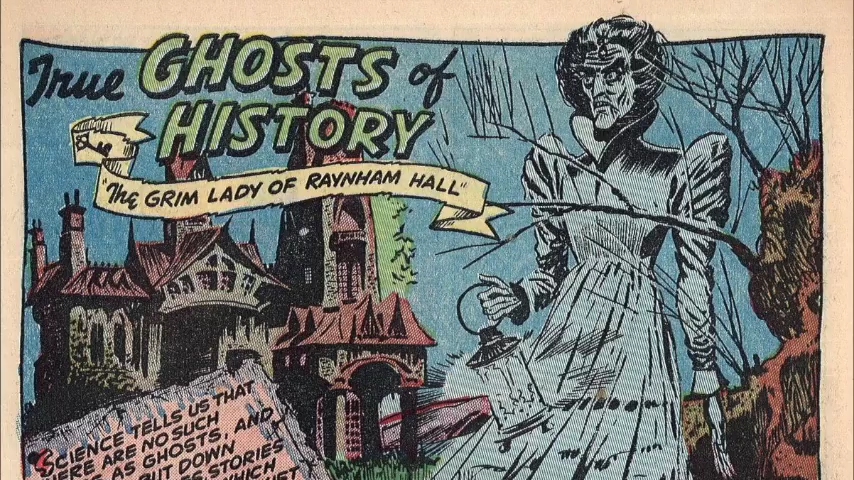 True GHOSTS of
HISTORY
"The GRIM LADY OF RAYNHAM HALL"
SCIENCE TELLS US THAT
THERE ARE NO SUCH
AS GHOSTS, AND
BUT DOWN
STORIES
WHICH